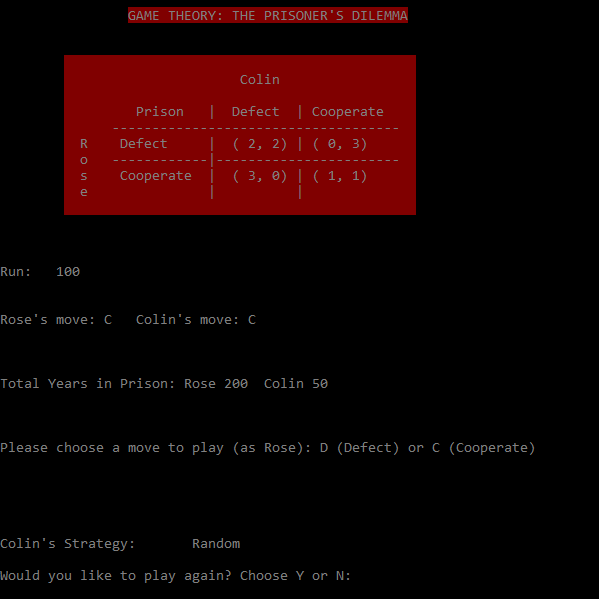 GAME THEORY: THE PRISONER'S DILEMMA
Colin
Prison | Defect | Cooperate
------------------------------------
R Defect | ( 2, 2) | ( 0, 3)
o ------------|-----------------------
s Cooperate | ( 3, 0) | ( 1, 1)
e | |
Run: 100
Rose's move: C Colin's move: C
Total Years in Prison: Rose 200 Colin 50
Please choose a move to play (as Rose): D (Defect) or C (Cooperate)
Colin's Strategy: Random
Would you like to play again? Choose Y or N: